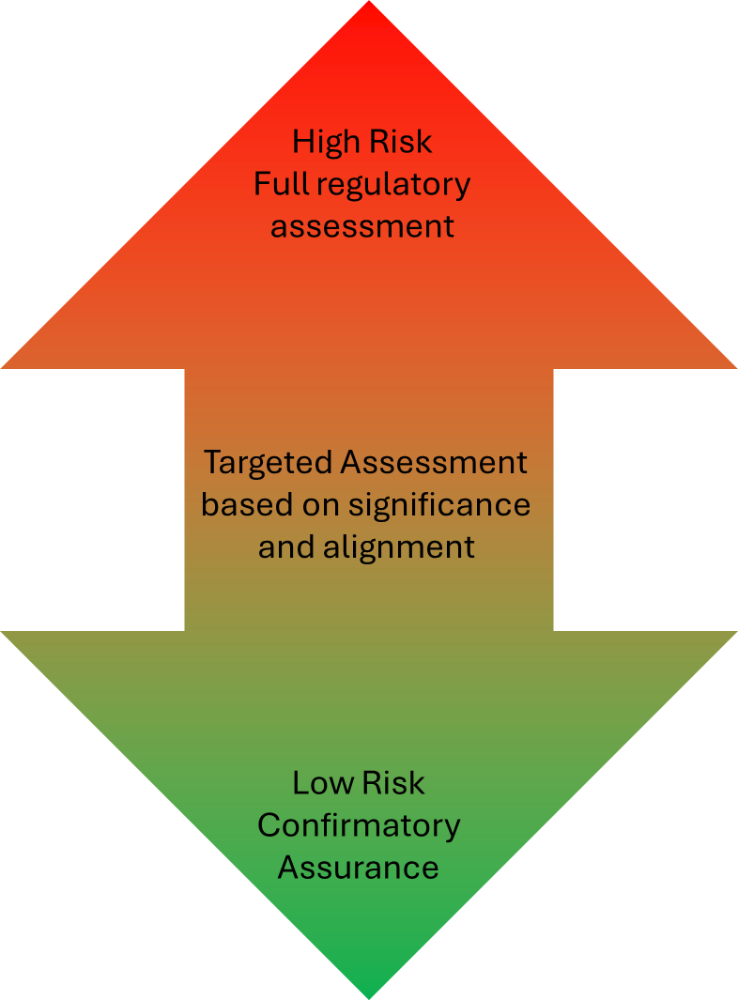 High Risk
Full regulatory
assessment
Targeted Assessment
based on significance
and alignment
Low Risk
Confirmatory
Assurance